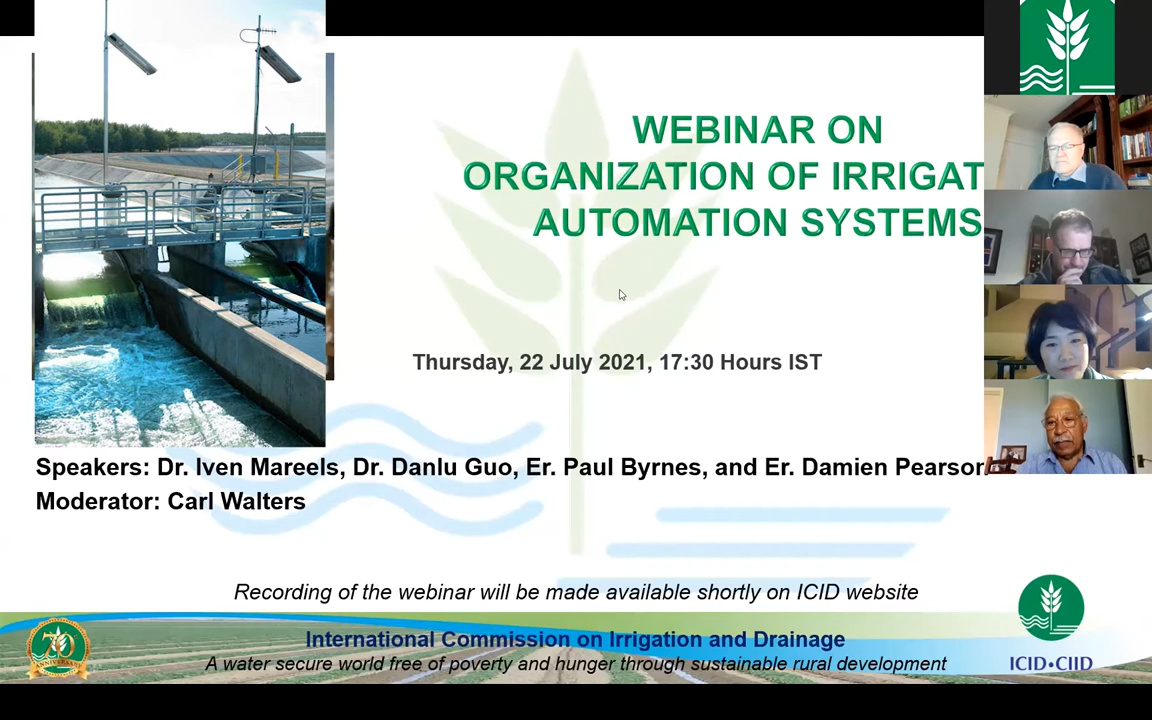 WEBINAR ON
ORGANIZATION OF IRRIGAT
AUTOMATION SYSTEMS
Thursday, 22 July 2021, 17:30 Hours IST
Speakers: Dr. Iven Mareels, Dr. Danlu Guo, Er. Paul Byrnes, and Er. Damien Pearson
Moderator: Carl Walters
Recording of the webinar will be made available shortly on ICID website
International Commission on Irrigation and Drainage
A water secure world free of poverty and hunger through sustainable rural development
70
ANNIVERSARY
ICID•CIID